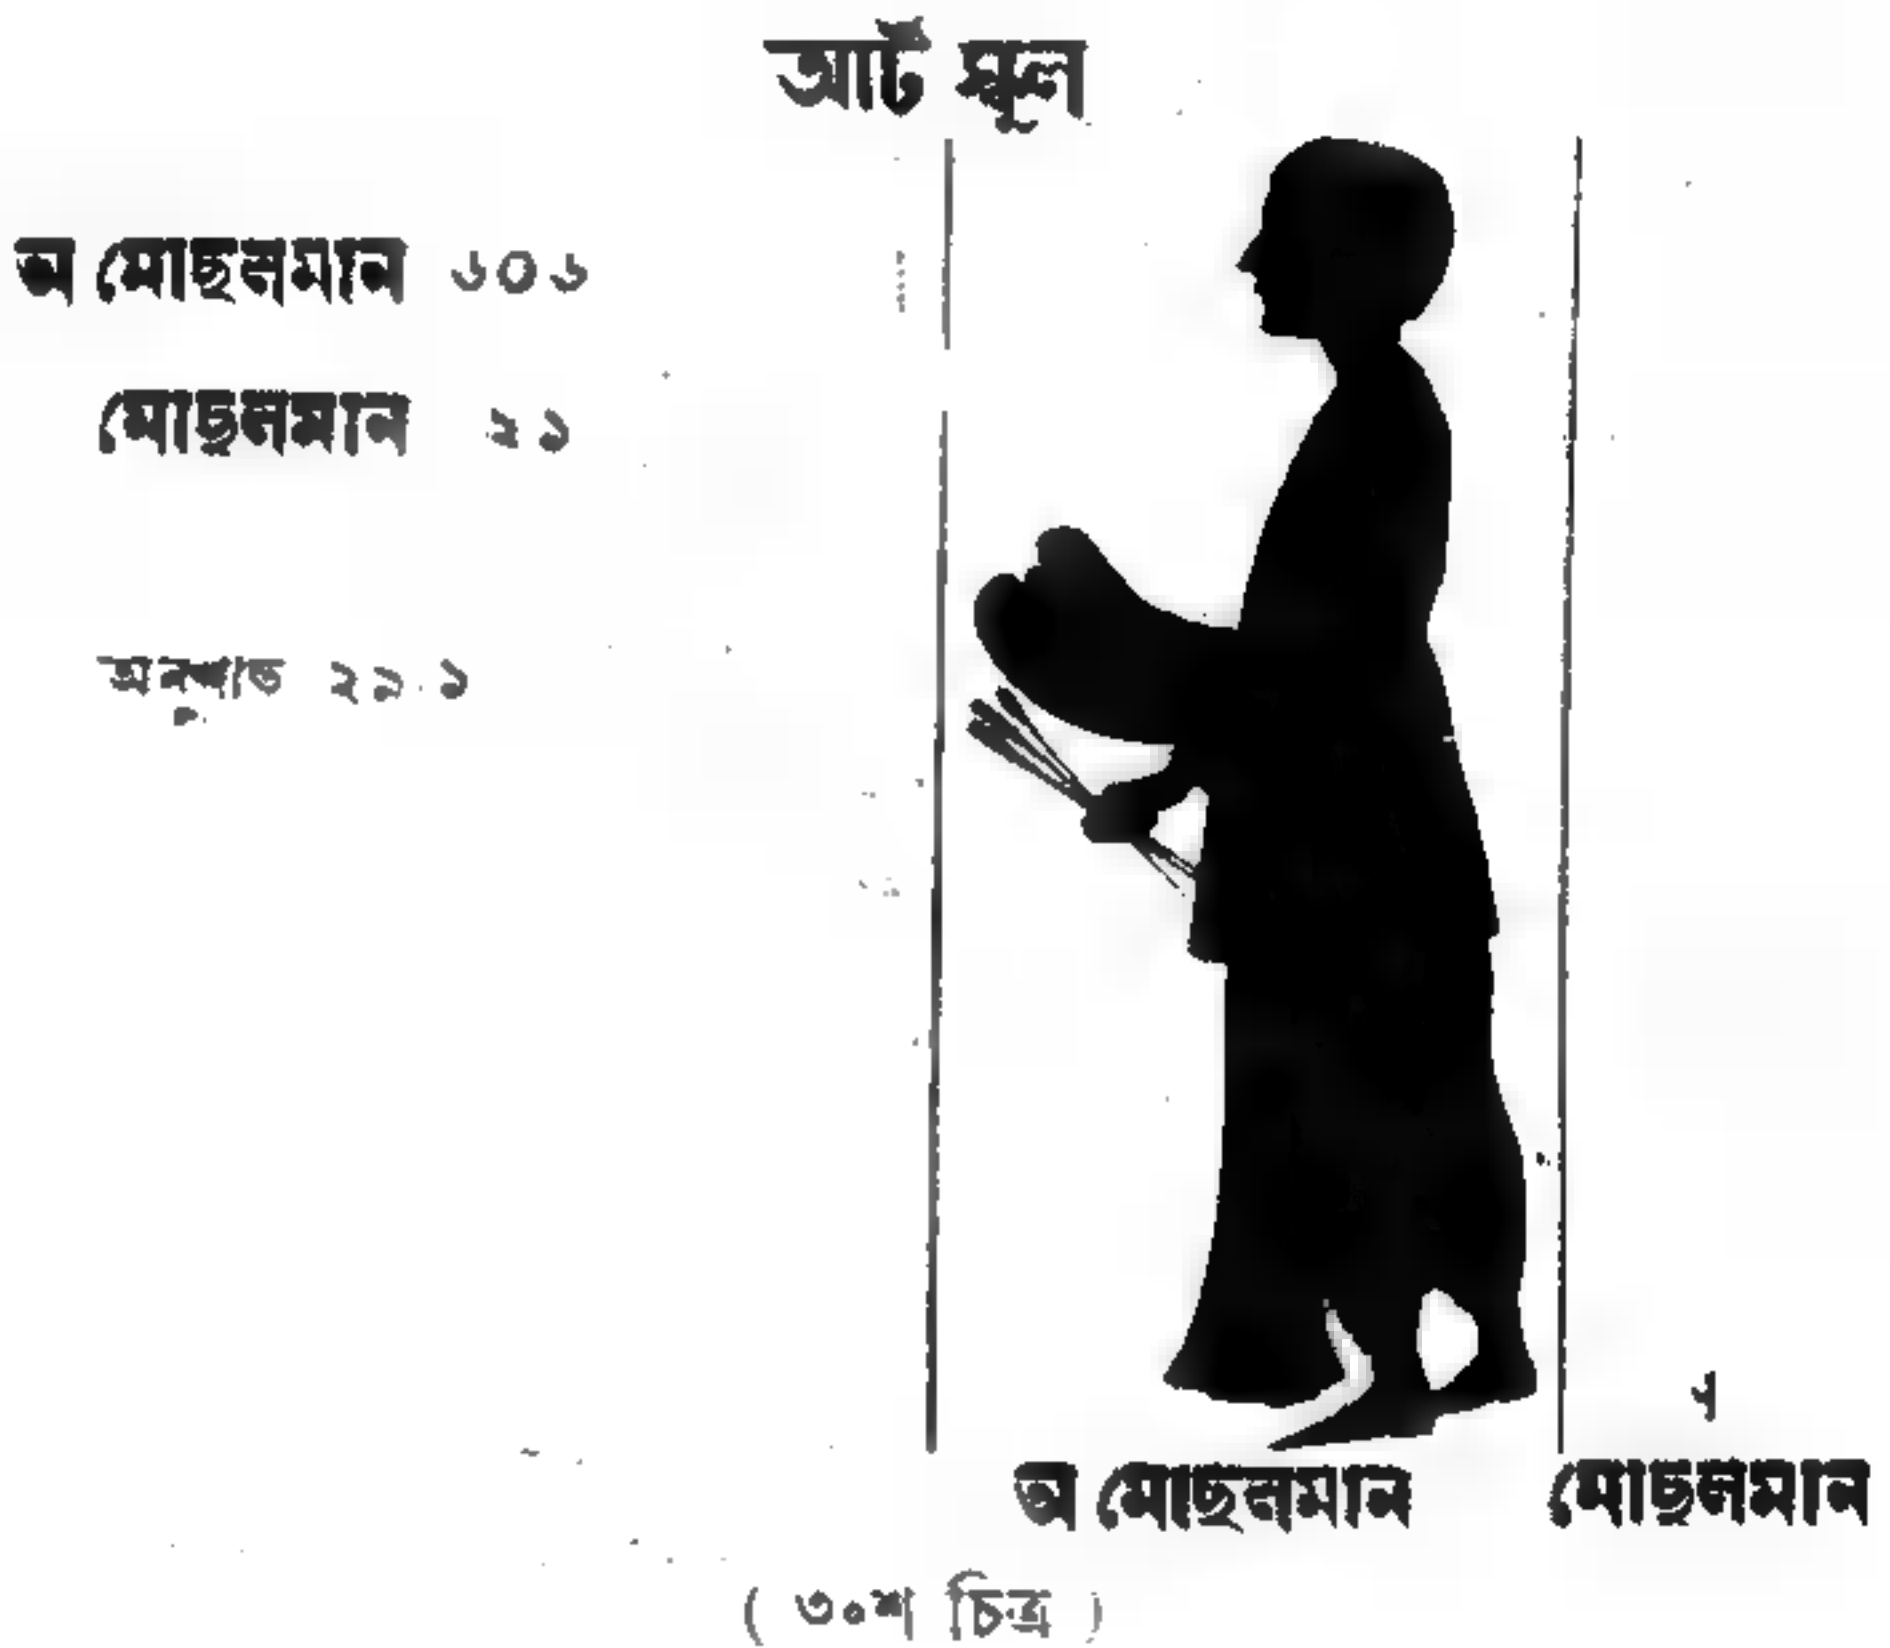 আর্ট স্কুল
অ মোছলমান ৬০৬
মোছলমান ২১
অনুপাত ২৯.১
অ মোছলমান মোছলমান
( ৩০শ চিত্র )